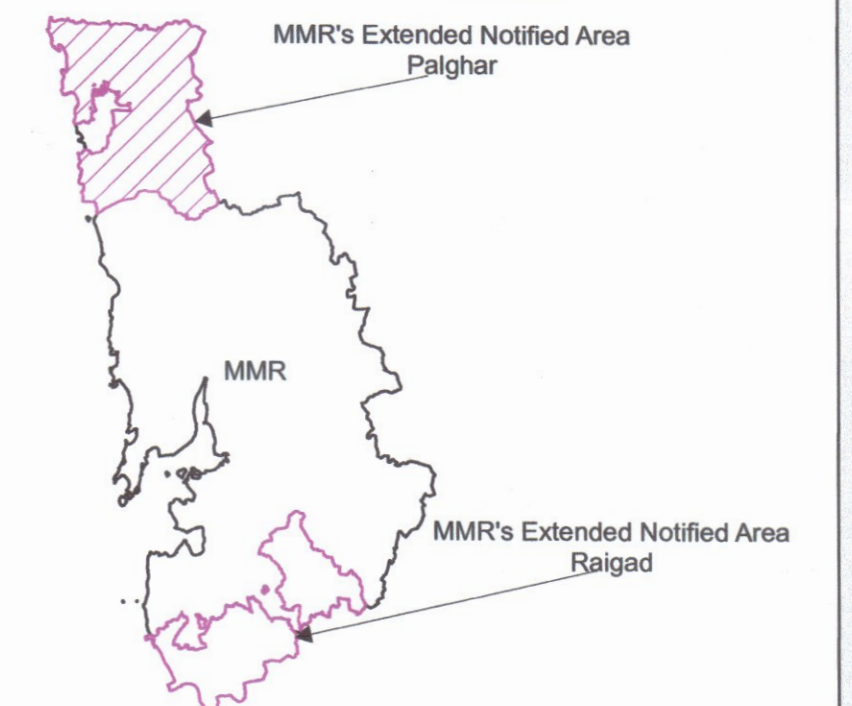 MMR's Extended Notified Area
Palghar
MMR
MMR's Extended Notified Area
Raigad